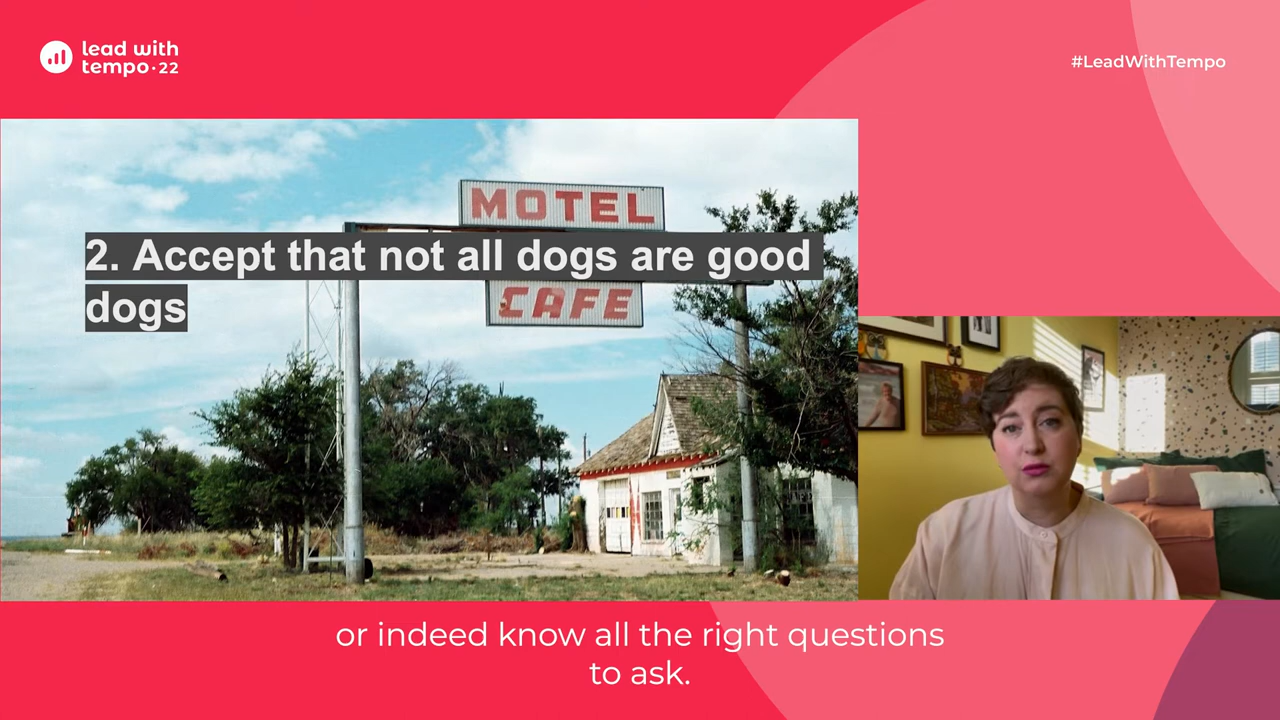 lead with
tempo·22
#LeadWithTempo
MOTEL
2. Accept that not all dogs are good
dogs
CAFE
or indeed know all the right questions
to ask.